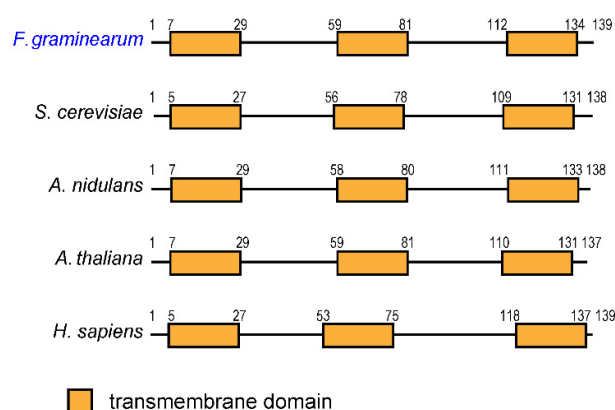 1 7 29 59 81 112 134 139
F. graminearum
1 5 27 56 78 109 131 138
S. cerevisiae
1 7 29 58 80 111 133 138
A. nidulans
1 7 29 59 81 110 131 137
A. thaliana
1 5 27 53 75 118 137 139
H. sapiens
transmembrane domain